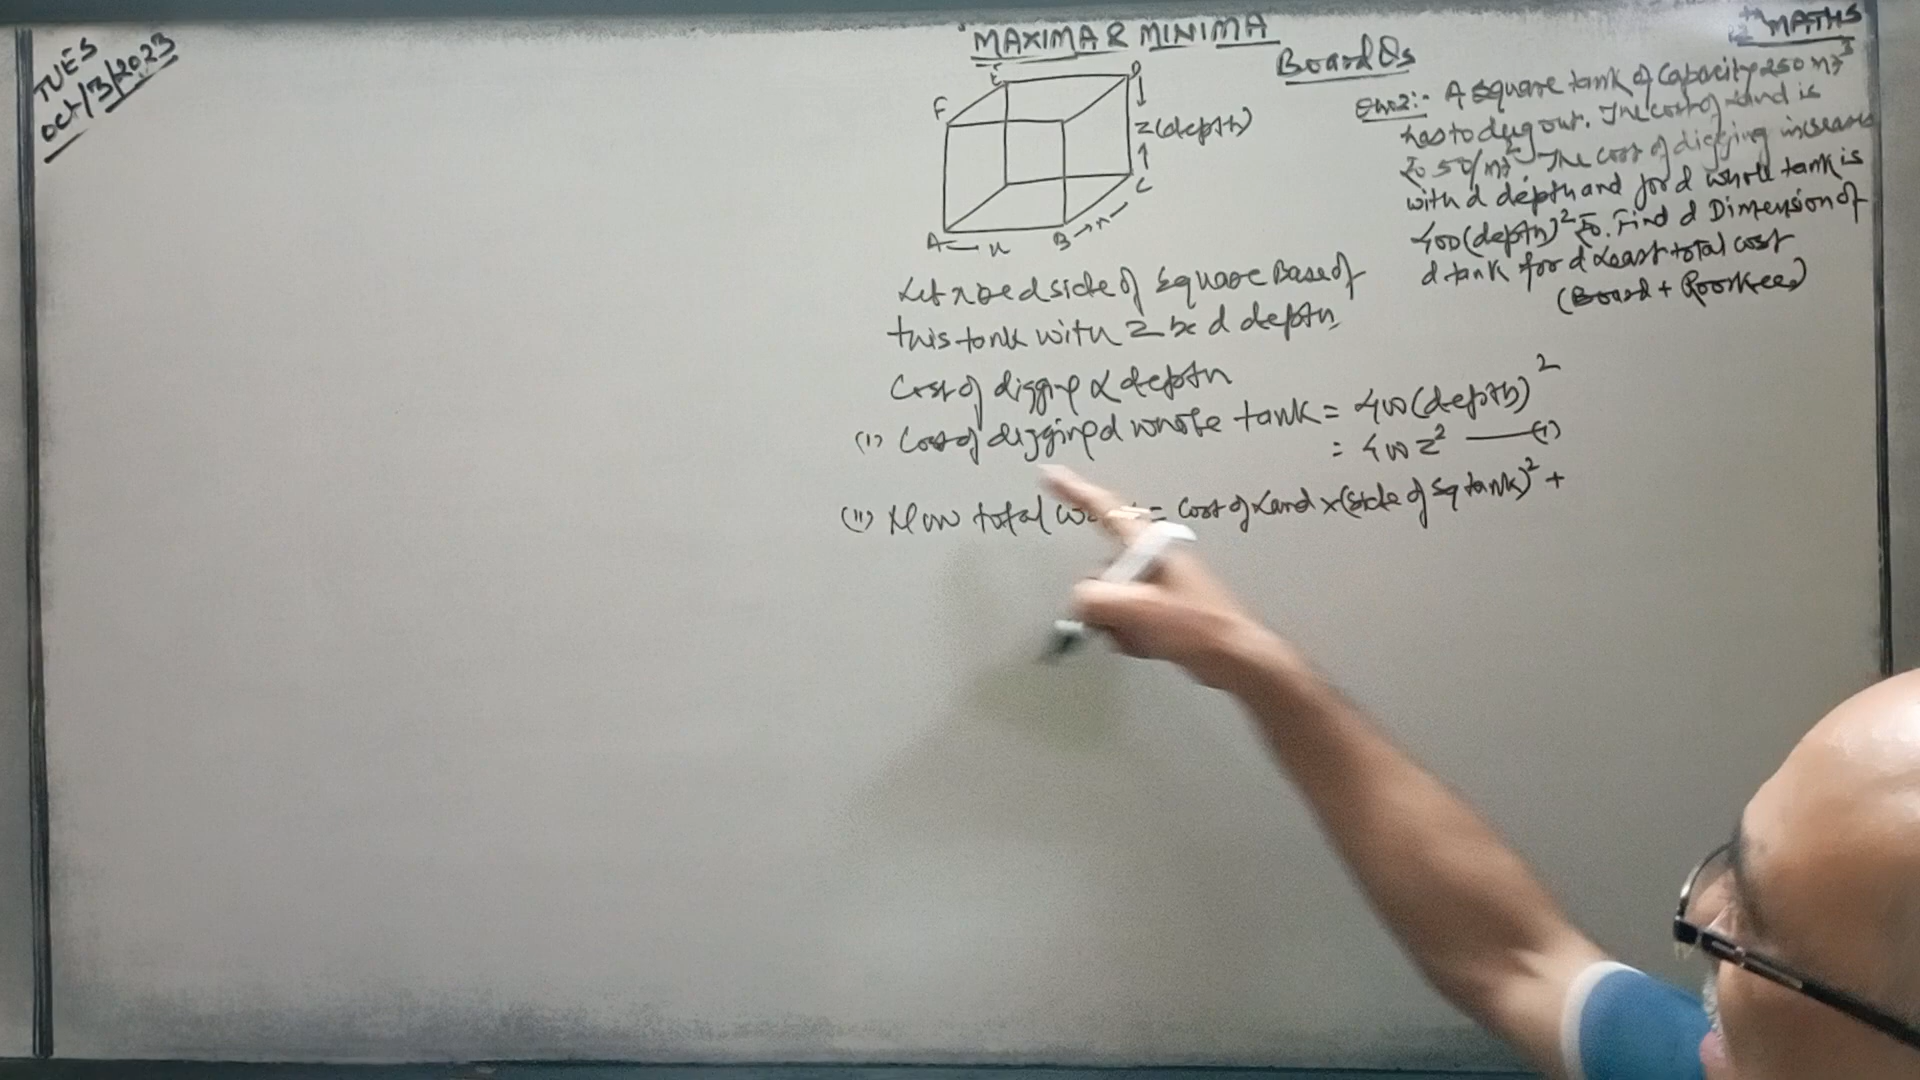 TUES
Oct/3/2023
MAXIMA & MINIMA
Board Qs
12 MATHS
E
D
F
Z (depth)
C
A
x
B
x
Let x be d side of square Base of
this tank with Z be d depth
Cost of digging ∝ depth
(i) Cost of digging d whole tank = 400(depth)²
= 400 Z² —(1)
(ii) Now total = cost of Land x (side of sq tank)² +
A square tank of Capacity 250 m³
has to dug out. The cost of Land is
Rs 50/m². The cost of digging increases
with d depth and for d whole tank is
400(depth)² Rs. Find d Dimension of
d tank for d Least total cost
(Board + Roorkee)